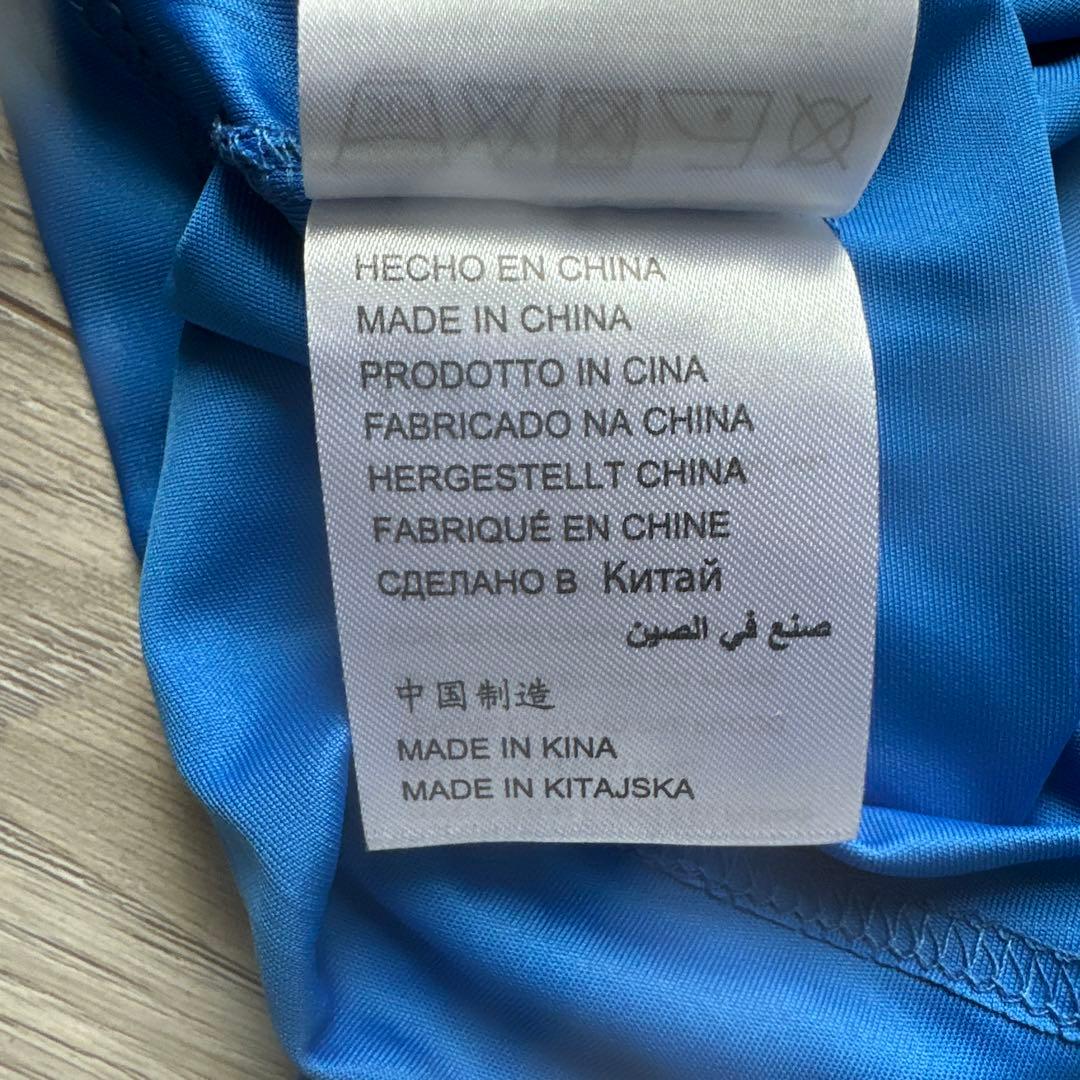 HECHO EN CHINA
MADE IN CHINA
PRODOTTO IN CINA
FABRICADO NA CHINA
HERGESTELLT CHINA
FABRIQUÉ EN CHINE
СДЕЛАНО В Китай
صنع في الصين
中国制造
MADE IN KINA
MADE IN KITAJSKA